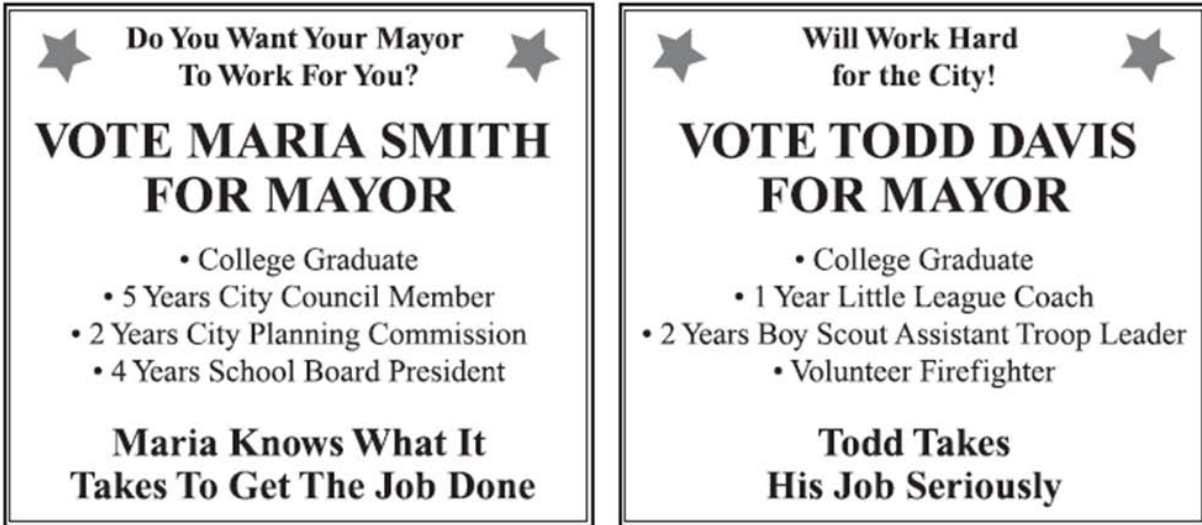 Do You Want Your Mayor
To Work For You?
VOTE MARIA SMITH
FOR MAYOR
• College Graduate
• 5 Years City Council Member
• 2 Years City Planning Commission
• 4 Years School Board President
Maria Knows What It
Takes To Get The Job Done
Will Work Hard
for the City!
VOTE TODD DAVIS
FOR MAYOR
• College Graduate
• 1 Year Little League Coach
• 2 Years Boy Scout Assistant Troop Leader
• Volunteer Firefighter
Todd Takes
His Job Seriously